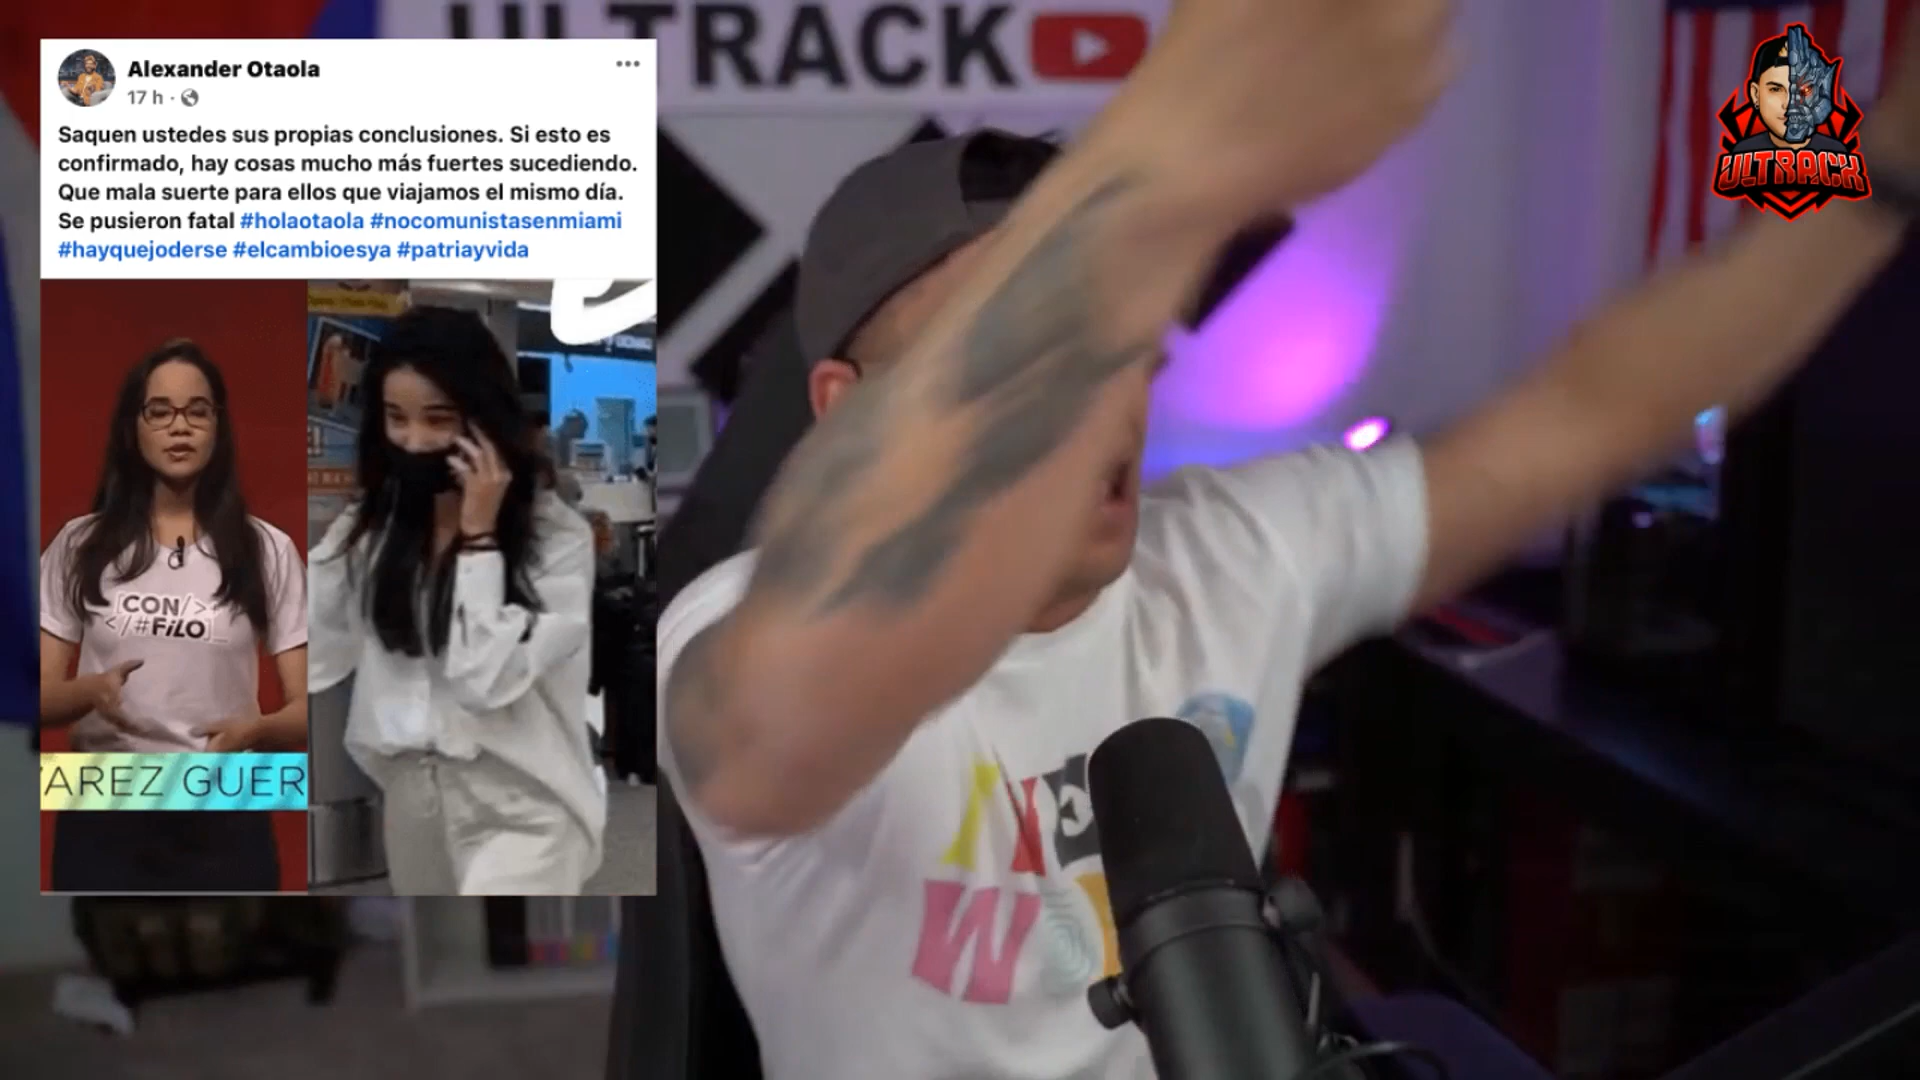 ULTRACK
Alexander Otaola
17 h ·
Saquen ustedes sus propias conclusiones. Si esto es
confirmado, hay cosas mucho más fuertes sucediendo.
Que mala suerte para ellos que viajamos el mismo día.
Se pusieron fatal #holaotaola #nocomunistasenmiami
#hayquejoderse #elcambioesya #patriayvida
[CON/>
</#FiLO]_
AREZ GUER
ULTRACK